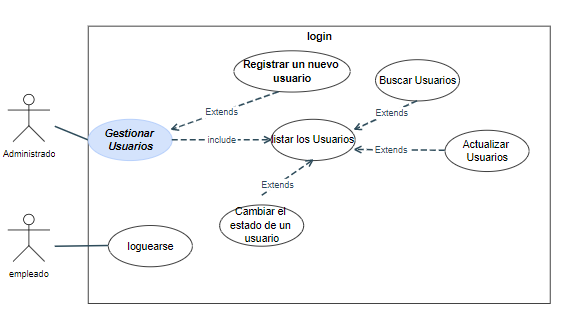 login
Registrar un nuevo
usuario
Buscar Usuarios
Extends
Extends
Administrado
Gestionar
Usuarios
include
listar los Usuarios
Extends
Actualizar
Usuarios
Extends
Cambiar el
estado de un
usuario
empleado
loguearse